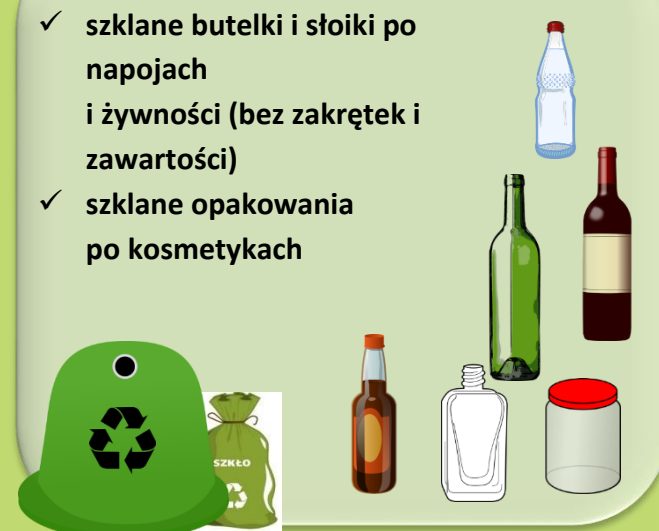 ✓ szklane butelki i słoiki po
napojach
i żywności (bez zakrętek i
zawartości)
✓ szklane opakowania
po kosmetykach
SZKŁO